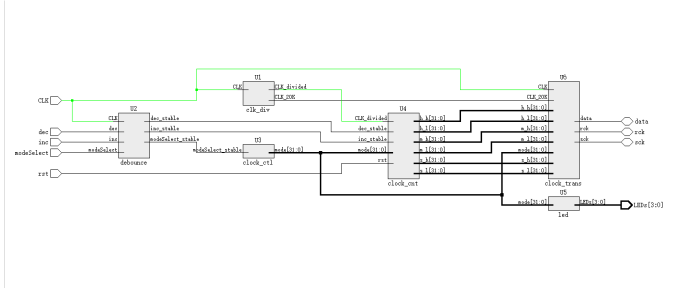 U6
U1
CLK
CLK_divided
CLK
CLK_20K
CLK
CLK_20K
clk_div
h_h[31:0]
U2
U4
CLK
dec_stable
CLK_divided
h_h[31:0]
h_l[31:0]
data
data
dec
dec
inc_stable
dec_stable
h_l[31:0]
m_h[31:0]
rck
rck
inc
inc
modeSelect_stable
U3
inc_stable
m_h[31:0]
m_l[31:0]
sck
sck
modeSelect
modeSelect
modeSelect_stable
mode[31:0]
mode[31:0]
m_l[31:0]
mode[31:0]
debounce
clock_ctl
rst
rst
s_h[31:0]
s_h[31:0]
s_l[31:0]
s_l[31:0]
clock_cnt
clock_trans
U5
mode[31:0]
LEDs[3:0]
LEDs[3:0]
led